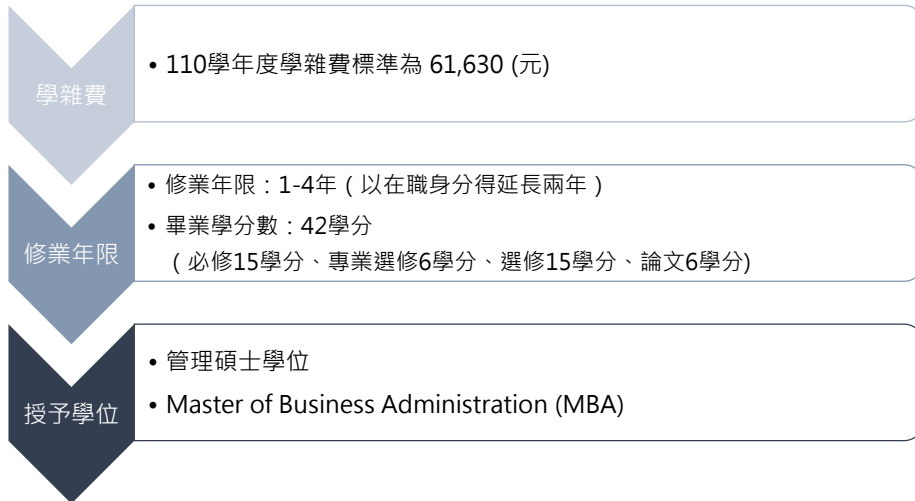 學雜費
• 110學年度學雜費標準為 61,630 (元)
修業年限
• 修業年限：1-4年（以在職身分得延長兩年）
• 畢業學分數：42學分
（必修15學分、專業選修6學分、選修15學分、論文6學分)
授予學位
• 管理碩士學位
• Master of Business Administration (MBA)